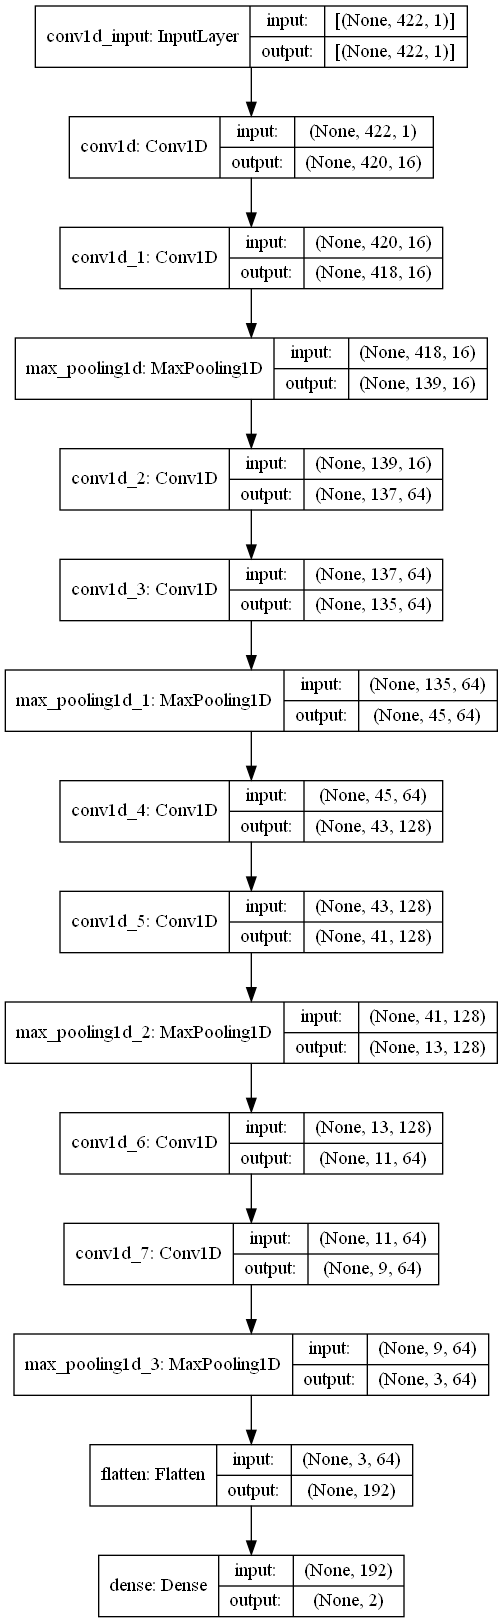 conv1d_input: InputLayer
input:
[(None, 422, 1)]
output:
[(None, 422, 1)]
conv1d: Conv1D
input:
(None, 422, 1)
output:
(None, 420, 16)
conv1d_1: Conv1D
input:
(None, 420, 16)
output:
(None, 418, 16)
max_pooling1d: MaxPooling1D
input:
(None, 418, 16)
output:
(None, 139, 16)
conv1d_2: Conv1D
input:
(None, 139, 16)
output:
(None, 137, 64)
conv1d_3: Conv1D
input:
(None, 137, 64)
output:
(None, 135, 64)
max_pooling1d_1: MaxPooling1D
input:
(None, 135, 64)
output:
(None, 45, 64)
conv1d_4: Conv1D
input:
(None, 45, 64)
output:
(None, 43, 128)
conv1d_5: Conv1D
input:
(None, 43, 128)
output:
(None, 41, 128)
max_pooling1d_2: MaxPooling1D
input:
(None, 41, 128)
output:
(None, 13, 128)
conv1d_6: Conv1D
input:
(None, 13, 128)
output:
(None, 11, 64)
conv1d_7: Conv1D
input:
(None, 11, 64)
output:
(None, 9, 64)
max_pooling1d_3: MaxPooling1D
input:
(None, 9, 64)
output:
(None, 3, 64)
flatten: Flatten
input:
(None, 3, 64)
output:
(None, 192)
dense: Dense
input:
(None, 192)
output:
(None, 2)